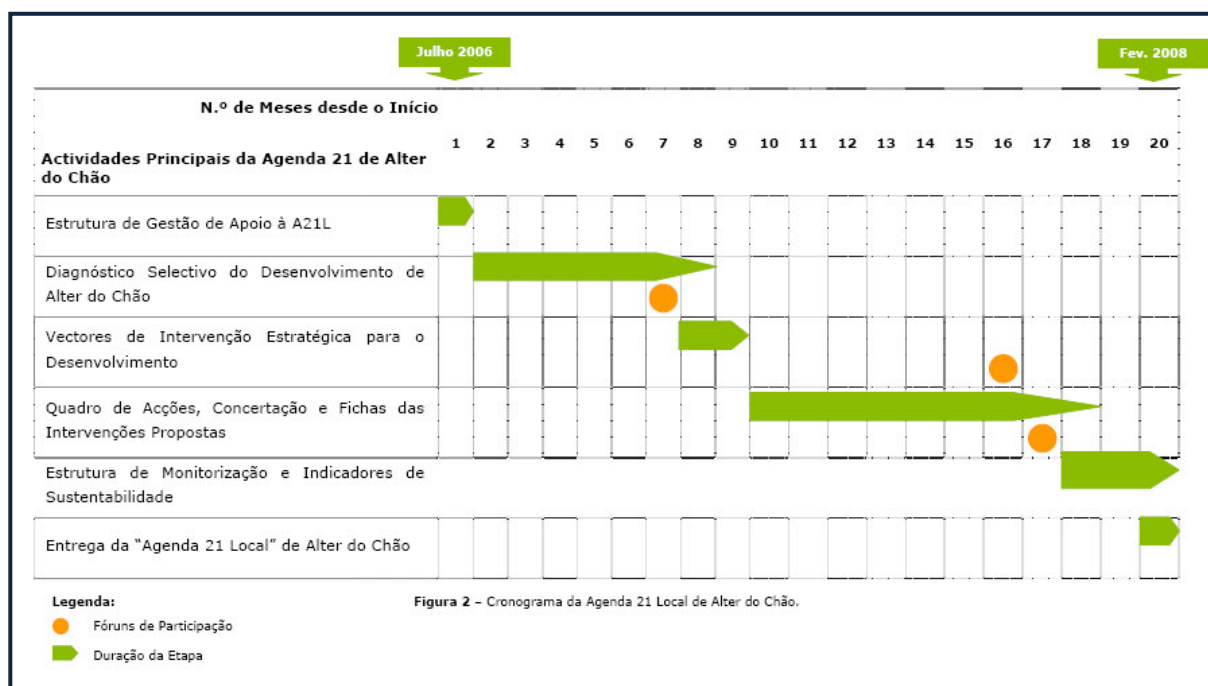 Julho 2006
Fev. 2008
N.º de Meses desde o Início
1 2 3 4 5 6 7 8 9 10 11 12 13 14 15 16 17 18 19 20
Actividades Principais da Agenda 21 de Alter
do Chão
Estrutura de Gestão de Apoio à A21L
Diagnóstico Selectivo do Desenvolvimento de
Alter do Chão
Vectores de Intervenção Estratégica para o
Desenvolvimento
Quadro de Acções, Concertação e Fichas das
Intervenções Propostas
Estrutura de Monitorização e Indicadores de
Sustentabilidade
Entrega da “Agenda 21 Local” de Alter do Chão
Legenda:
Figura 2 – Cronograma da Agenda 21 Local de Alter do Chão.
Fóruns de Participação
Duração da Etapa